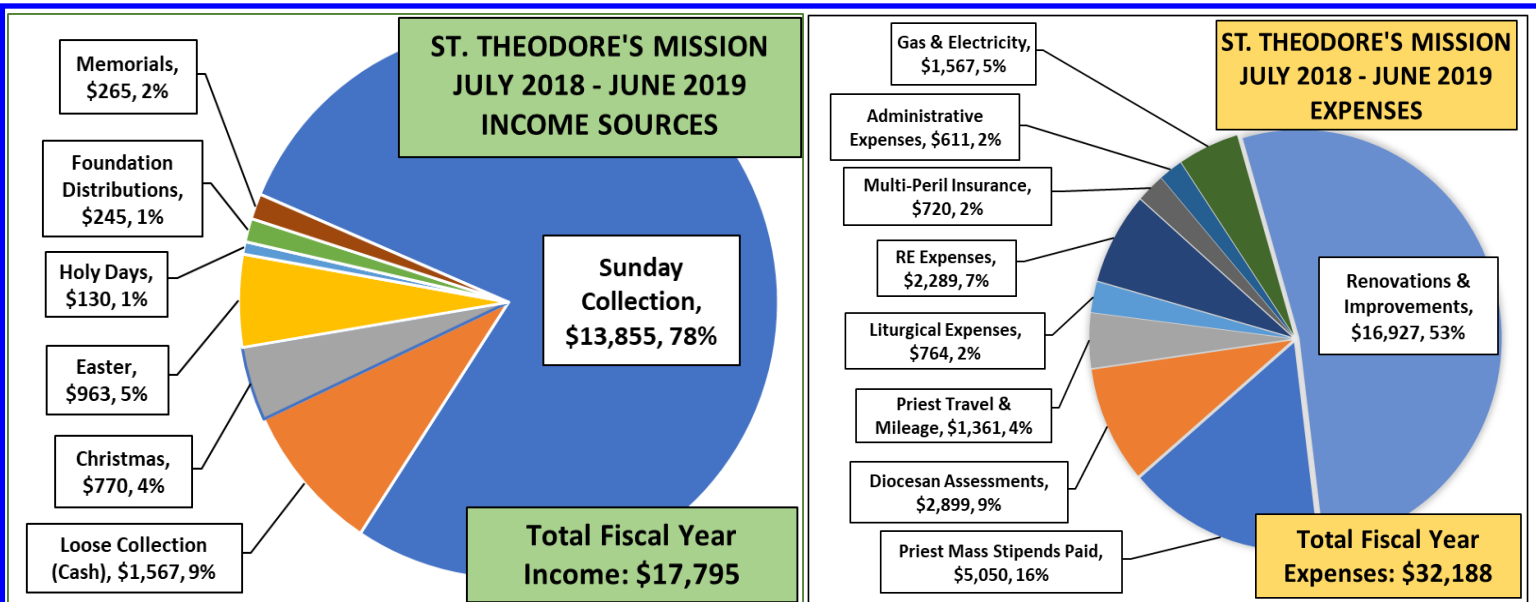 ST. THEODORE'S MISSION
JULY 2018 - JUNE 2019
INCOME SOURCES
Memorials,
$265, 2%
Foundation
Distributions,
$245, 1%
Holy Days,
$130, 1%
Easter,
$963, 5%
Christmas,
$770, 4%
Loose Collection
(Cash), $1,567, 9%
Sunday
Collection,
$13,855, 78%
Total Fiscal Year
Income: $17,795
ST. THEODORE'S MISSION
JULY 2018 - JUNE 2019
EXPENSES
Gas & Electricity,
$1,567, 5%
Administrative
Expenses, $611, 2%
Multi-Peril Insurance,
$720, 2%
RE Expenses,
$2,289, 7%
Liturgical Expenses,
$764, 2%
Priest Travel &
Mileage, $1,361, 4%
Diocesan Assessments,
$2,899, 9%
Priest Mass Stipends Paid,
$5,050, 16%
Renovations &
Improvements,
$16,927, 53%
Total Fiscal Year
Expenses: $32,188